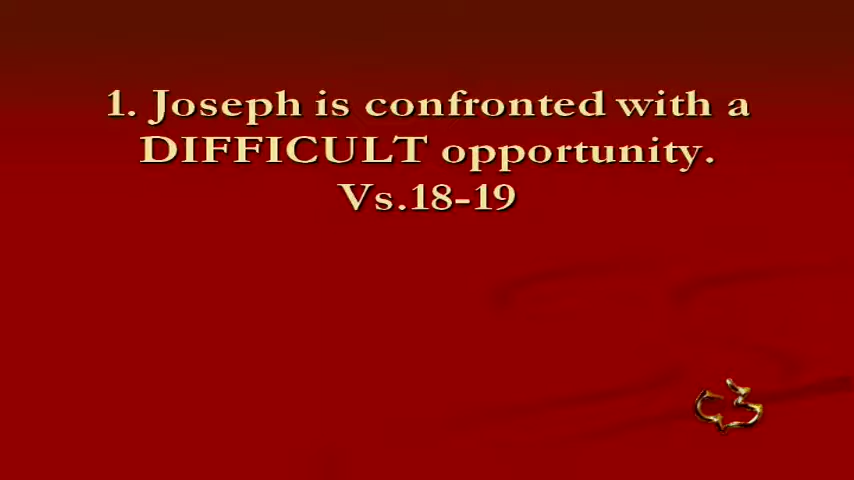 1. Joseph is confronted with a
DIFFICULT opportunity.
Vs.18-19